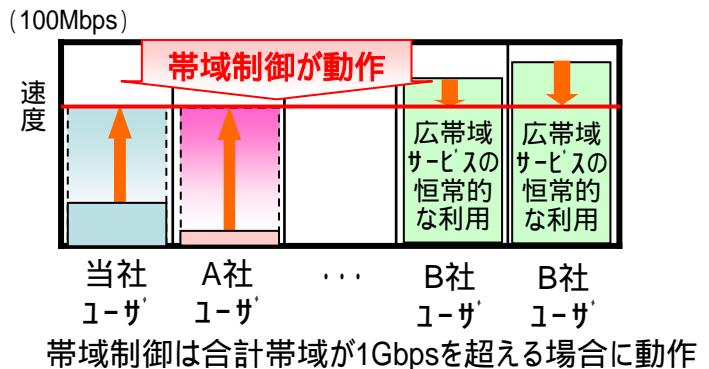 (100Mbps)
帯域制御が動作
速度
広帯域
ｻｰﾋﾞｽの
恒常的
な利用
広帯域
ｻｰﾋﾞｽの
恒常的
な利用
当社
ﾕｰｻﾞ
A社
ﾕｰｻﾞ
･･･
B社
ﾕｰｻﾞ
B社
ﾕｰｻﾞ
帯域制御は合計帯域が1Gbpsを超える場合に動作